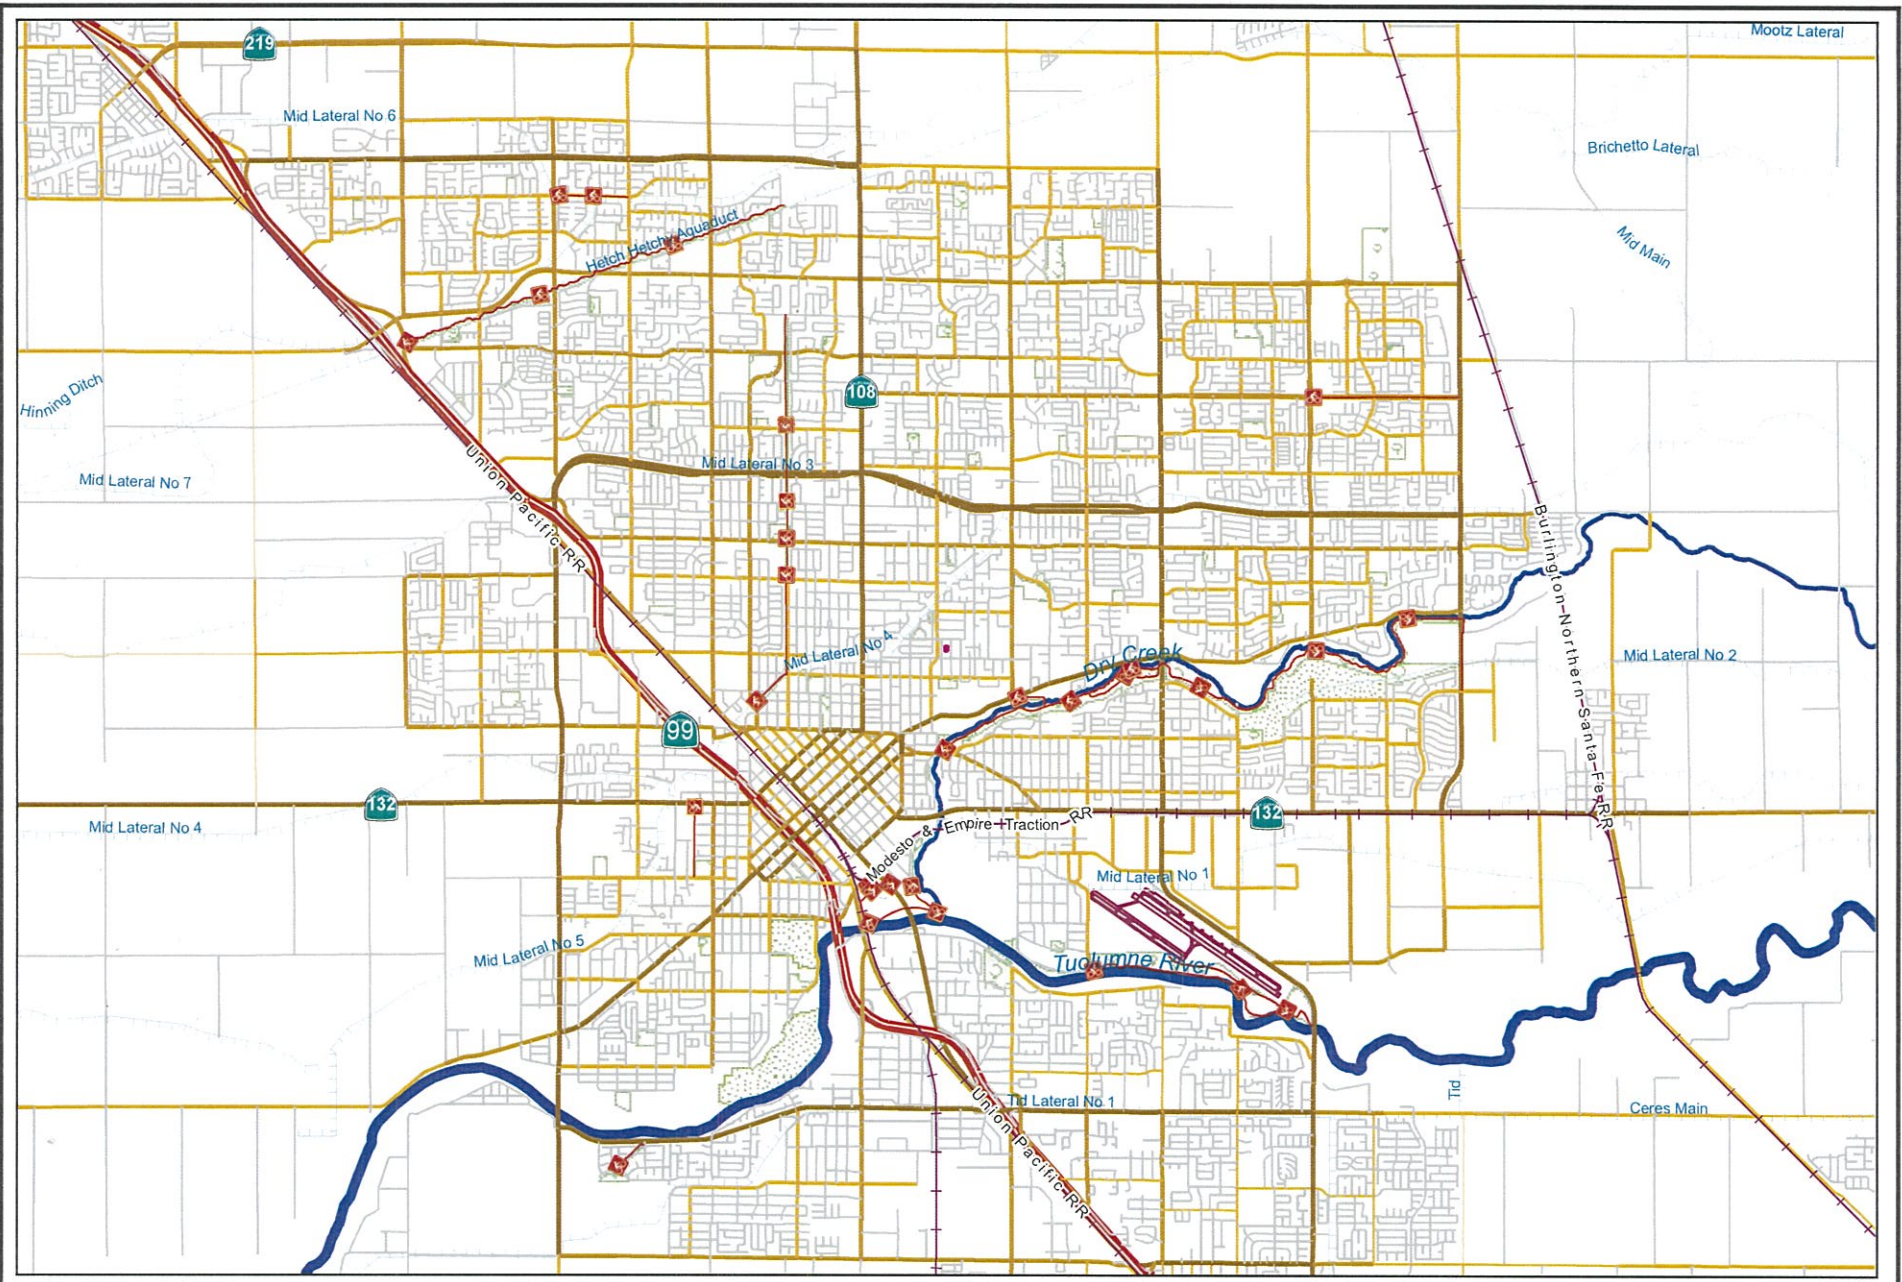 Mootz Lateral
219
Mid Lateral No 6
Brichetto Lateral
Hetch Hetchy Aquaduct
Mid Main
Hinning Ditch
108
Union Pacific RR
Mid Lateral No 3
Mid Lateral No 7
Burlington Northern Santa Fe RR
Mid Lateral No 4
Dry Creek
Mid Lateral No 2
99
132
132
Mid Lateral No 4
Modesto & Empire Traction RR
Mid Lateral No 1
Mid Lateral No 5
Tuolumne River
Tid
Tid Lateral No 1
Ceres Main
Union Pacific RR